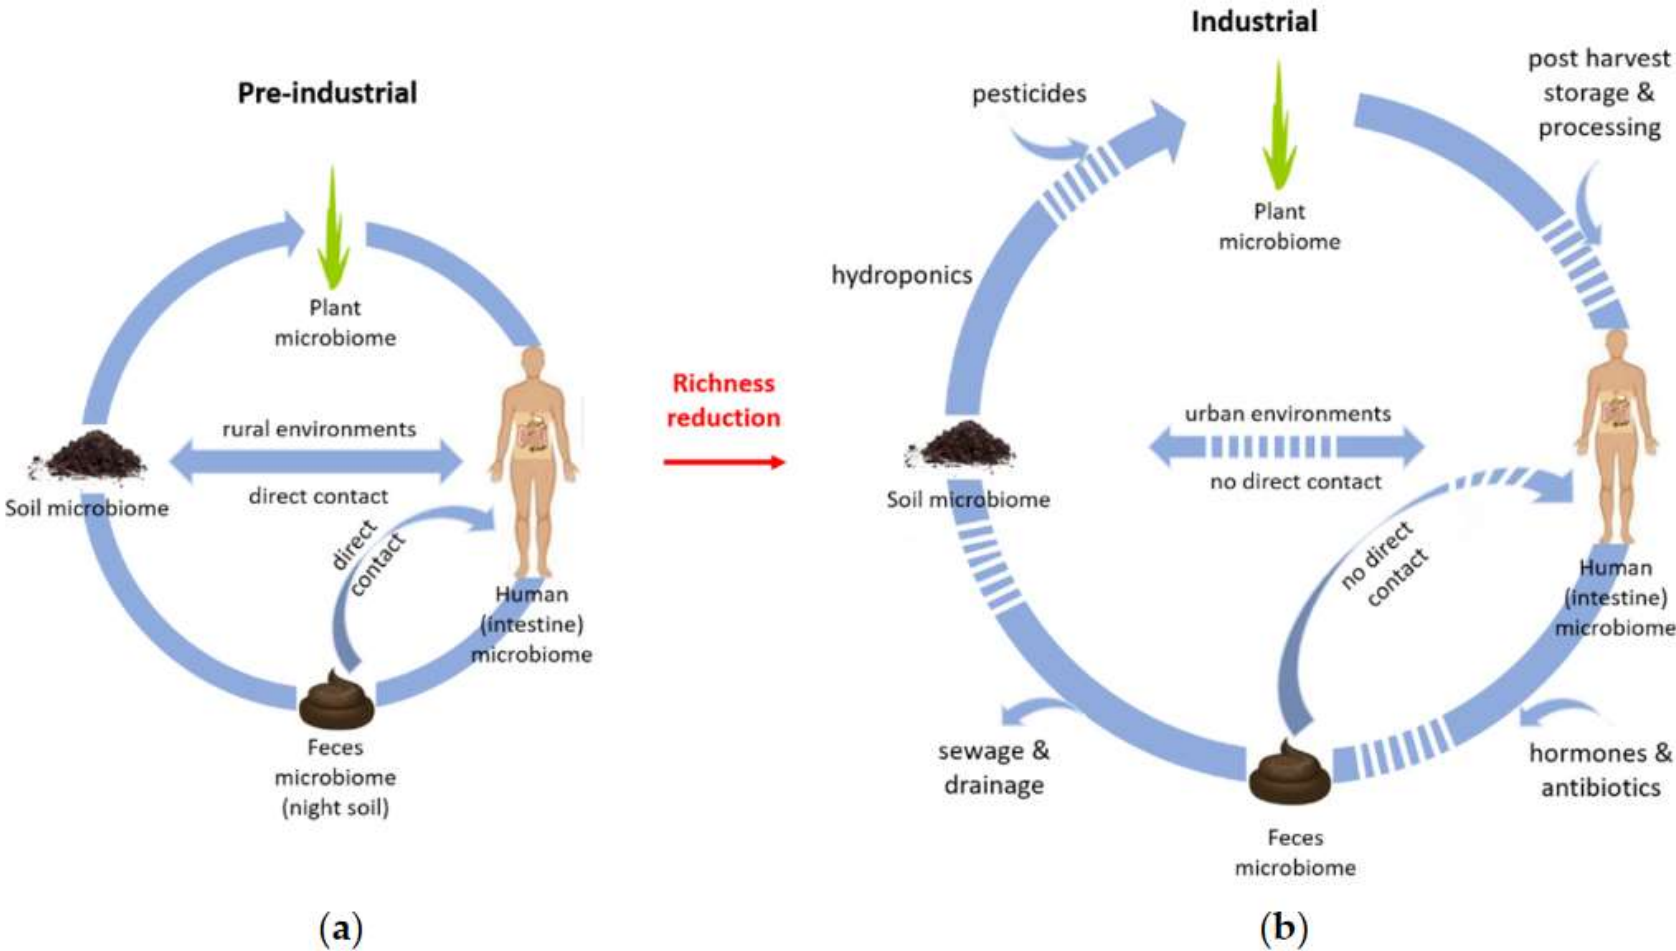 Pre-industrial
Plant
microbiome
rural environments
direct contact
Soil microbiome
direct
contact
Human
(intestine)
microbiome
Feces
microbiome
(night soil)
(a)
Richness
reduction
Industrial
pesticides
post harvest
storage &
processing
Plant
microbiome
hydroponics
urban environments
no direct contact
Soil microbiome
no direct
contact
Human
(intestine)
microbiome
sewage &
drainage
hormones &
antibiotics
Feces
microbiome
(b)